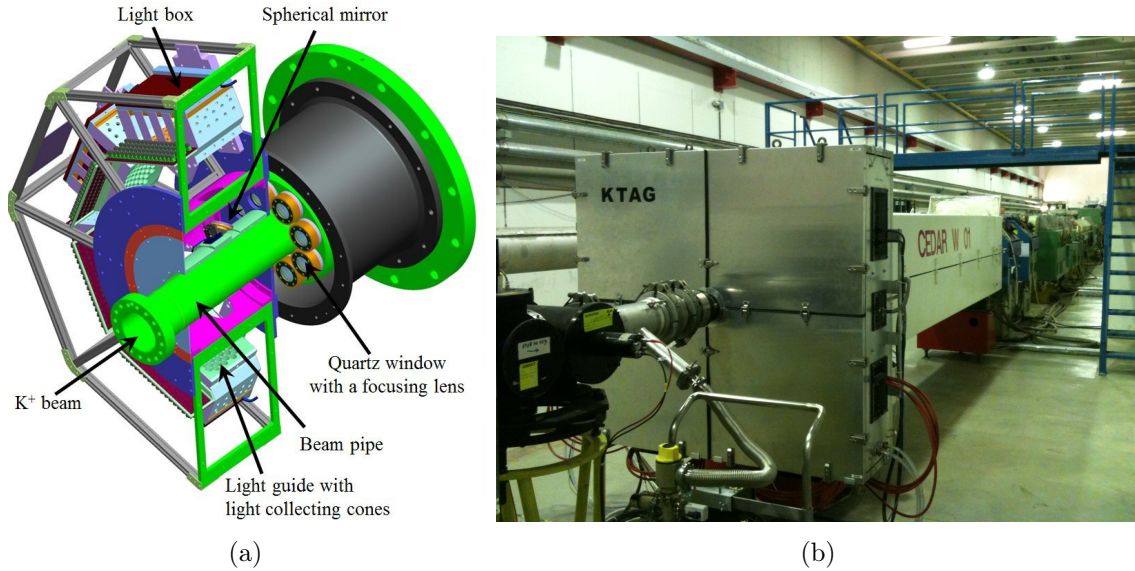 Light box
Spherical mirror
Quartz window
with a focusing lens
K⁺ beam
Beam pipe
Light guide with
light collecting cones
(a)
KTAG
CEDAR W 01
(b)